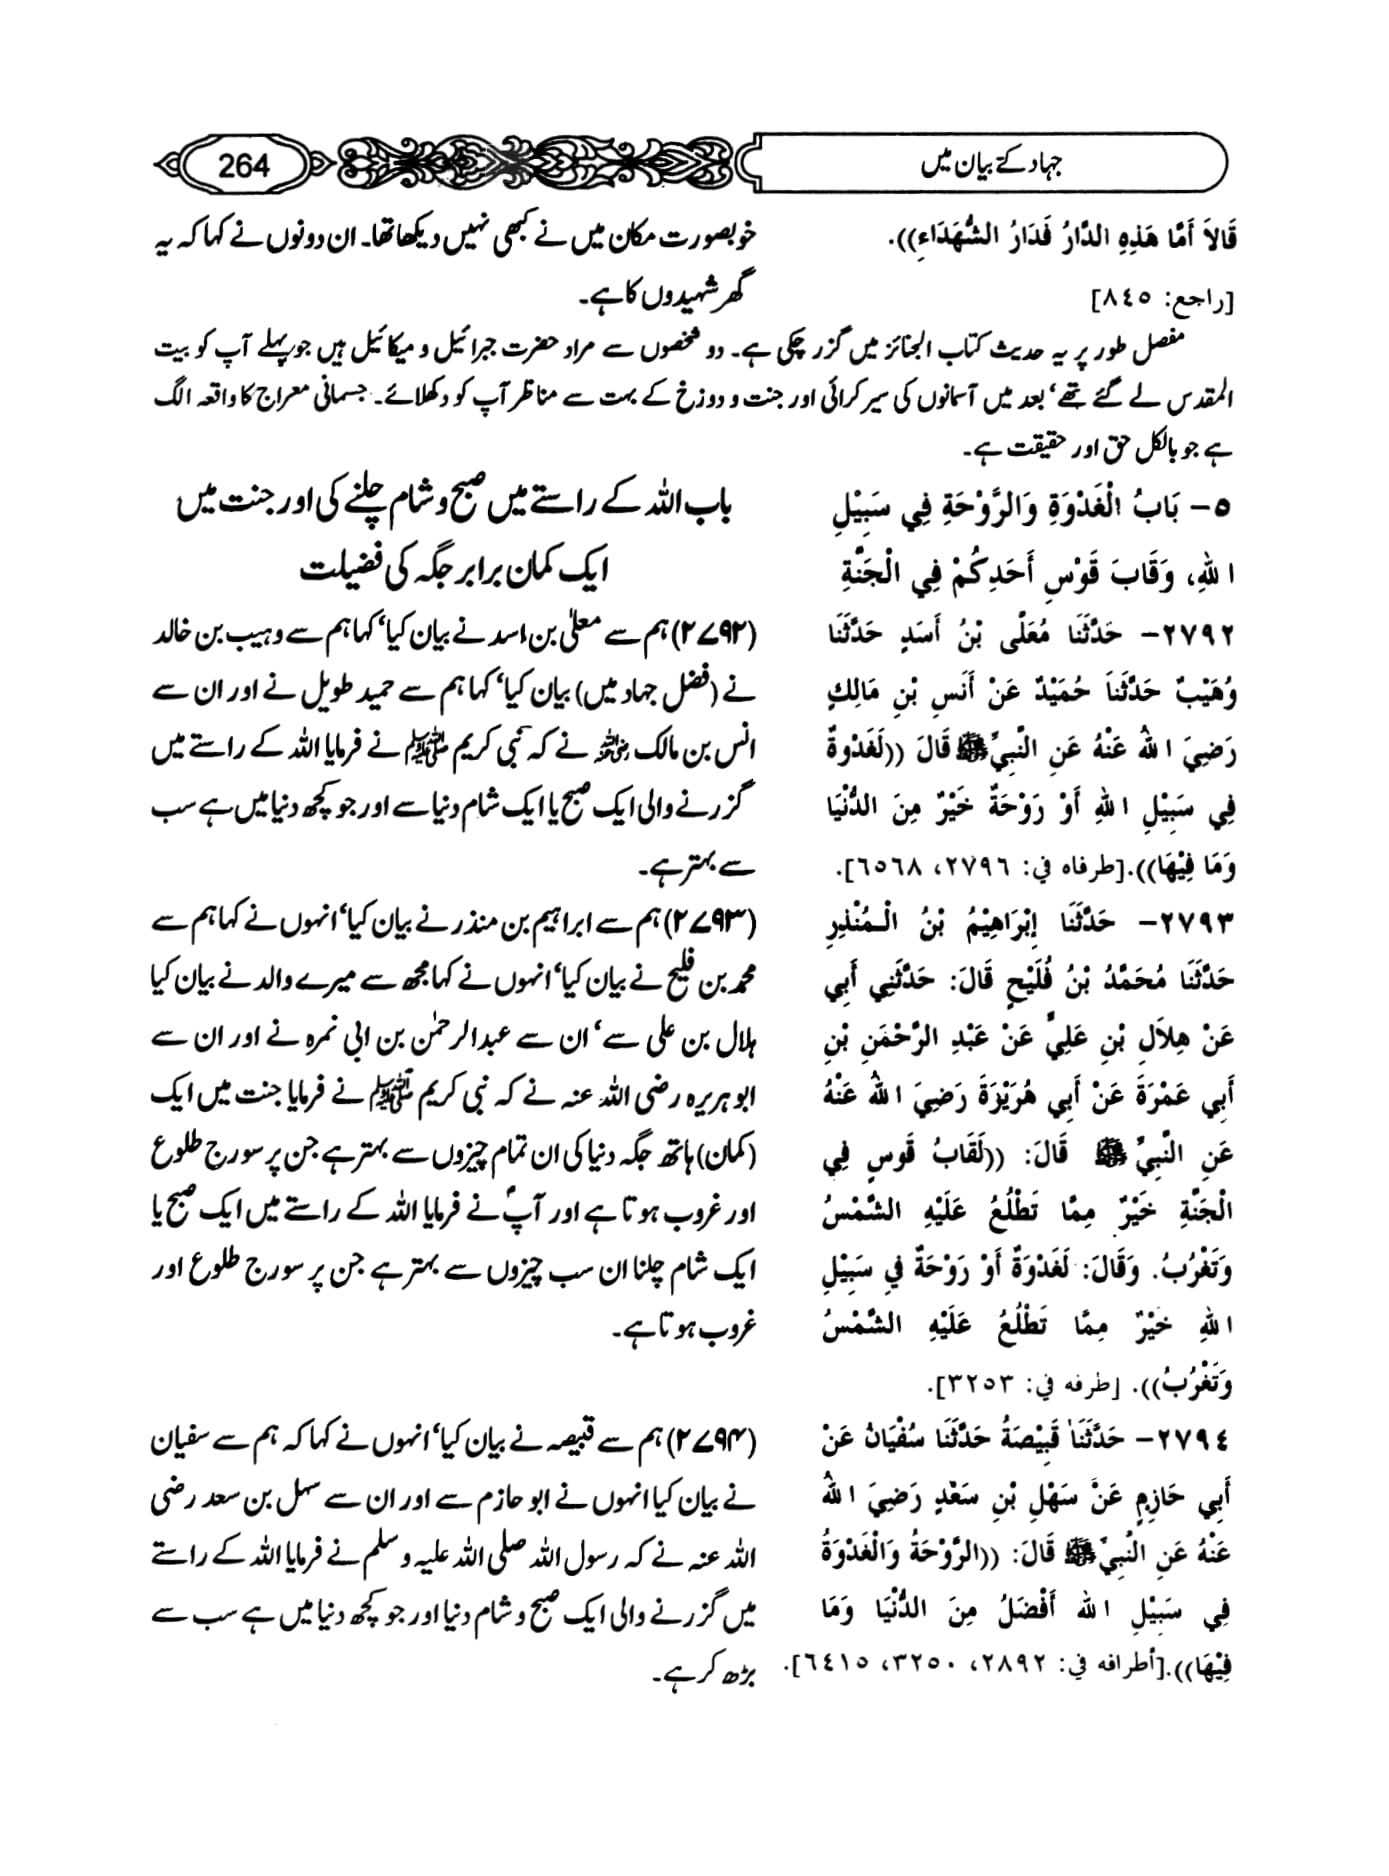 264
جہاد کے بیان میں
قَالاَ أَمَّا هَذِهِ الدَّارُ فَدَارُ الشُّهَدَاءِ)).
[راجع: ٨٤٥]
خوبصورت مکان میں نے کبھی نہیں دیکھا تھا۔ ان دونوں نے کہا کہ یہ
گھر شہیدوں کا ہے۔
مفصل طور پر یہ حدیث کتاب الجنائز میں گزر چکی ہے۔ دو شخصوں سے مراد حضرت جبرائیل و میکائیل ہیں جو پہلے آپ کو بیت
المقدس لے گئے تھے‘ بعد میں آسمانوں کی سیر کرائی اور جنت و دوزخ کے بہت سے مناظر آپ کو دکھلائے۔ جسمانی معراج کا واقعہ الگ
ہے جو بالکل حق اور حقیقت ہے۔
٥- بَابُ الْغَدْوَةِ وَالرَّوْحَةِ فِي سَبِيْلِ
اللهِ، وَقَابَ قَوْسِ أَحَدِكُمْ فِي الْجَنَّةِ
باب اللہ کے راستے میں صبح و شام چلنے کی اور جنت میں
ایک کمان برابر جگہ کی فضیلت
٢٧٩٢- حَدَّثَنَا مُعَلَّى بْنُ أَسَدٍ حَدَّثَنَا
وُهَيْبٌ حَدَّثَنَا حُمَيْدٌ عَنْ أَنَسِ بْنِ مَالِكٍ
رَضِيَ اللهُ عَنْهُ عَنِ النَّبِيِّ ﷺ قَالَ ((لَغَدْوَةٌ
فِي سَبِيْلِ اللهِ أَوْ رَوْحَةٌ خَيْرٌ مِنَ الدُّنْيَا
وَمَا فِيْهَا)).[طرفاه في: ٢٧٩٦، ٦٥٦٨].
(۲۷۹۲) ہم سے معلیٰ بن اسد نے بیان کیا‘ کہا ہم سے وہیب بن خالد
نے (فضل جہاد میں) بیان کیا‘ کہا ہم سے حمید طویل نے اور ان سے
انس بن مالک رضی اللہ عنہ نے کہ نبی کریم ﷺ نے فرمایا اللہ کے راستے میں
گزرنے والی ایک صبح یا ایک شام دنیا سے اور جو کچھ دنیا میں ہے سب
سے بہتر ہے۔
٢٧٩٣- حَدَّثَنَا إِبْرَاهِيْمُ بْنُ الْـمُنْذِرِ
حَدَّثَنَا مُحَمَّدُ بْنُ فُلَيْحٍ قَالَ: حَدَّثَنِي أَبِي
عَنْ هِلاَلِ بْنِ عَلِيٍّ عَنْ عَبْدِ الرَّحْمَنِ بْنِ
أَبِي عَمْرَةَ عَنْ أَبِي هُرَيْرَةَ رَضِيَ اللهُ عَنْهُ
عَنِ النَّبِيِّ ﷺ قَالَ: ((لَقَابُ قَوسٍ فِي
الْجَنَّةِ خَيْرٌ مِمَّا تَطْلُعُ عَلَيْهِ الشَّمْسُ
وَتَغْرُبُ. وَقَالَ: لَغَدْوَةٌ أَوْ رَوْحَةٌ فِي سَبِيْلِ
اللهِ خَيْرٌ مِمَّا تَطْلُعُ عَلَيْهِ الشَّمْسُ
وَتَغْرُبُ)). [طرفه في: ٣٢٥٣].
(۲۷۹۳) ہم سے ابراہیم بن منذر نے بیان کیا‘ انہوں نے کہا ہم سے
محمد بن فلیح نے بیان کیا‘ انہوں نے کہا مجھ سے میرے والد نے بیان کیا
ہلال بن علی سے‘ ان سے عبدالرحمٰن بن ابی نمرہ نے اور ان سے
ابو ہریرہ رضی اللہ عنہ نے کہ نبی کریم ﷺ نے فرمایا جنت میں ایک
(کمان) ہاتھ جگہ دنیا کی ان تمام چیزوں سے بہتر ہے جن پر سورج طلوع
اور غروب ہوتا ہے اور آپؐ نے فرمایا اللہ کے راستے میں ایک صبح یا
ایک شام چلنا ان سب چیزوں سے بہتر ہے جن پر سورج طلوع اور
غروب ہوتا ہے۔
٢٧٩٤- حَدَّثَنَا قَبِيْصَةُ حَدَّثَنَا سُفْيَانُ عَنْ
أَبِي حَازِمٍ عَنْ سَهْلِ بْنِ سَعْدٍ رَضِيَ اللهُ
عَنْهُ عَنِ النَّبِيِّ ﷺ قَالَ: ((الرَّوْحَةُ وَالْغَدْوَةُ
فِي سَبِيْلِ اللهِ أَفْضَلُ مِنَ الدُّنْيَا وَمَا
فِيْهَا)).[أطرافه في: ٢٨٩٢، ٣٢٥٠، ٦٤١٥].
(۲۷۹۴) ہم سے قبیصہ نے بیان کیا‘ انہوں نے کہا کہ ہم سے سفیان
نے بیان کیا انہوں نے ابو حازم سے اور ان سے سہل بن سعد رضی
اللہ عنہ نے کہ رسول اللہ صلی اللہ علیہ وسلم نے فرمایا اللہ کے راستے
میں گزرنے والی ایک صبح و شام دنیا اور جو کچھ دنیا میں ہے سب سے
بڑھ کر ہے۔